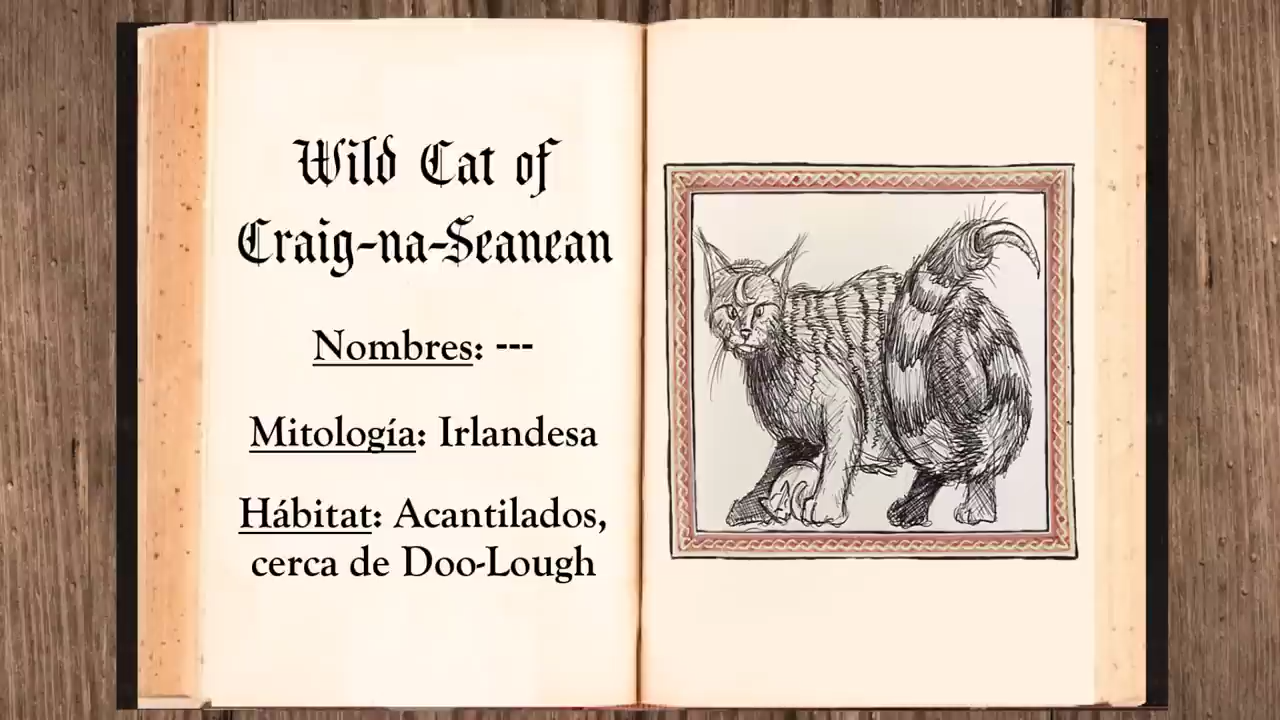 Wild Cat of
Craig-na-Seanean
Nombres: ---
Mitología: Irlandesa
Hábitat: Acantilados,
cerca de Doo-Lough